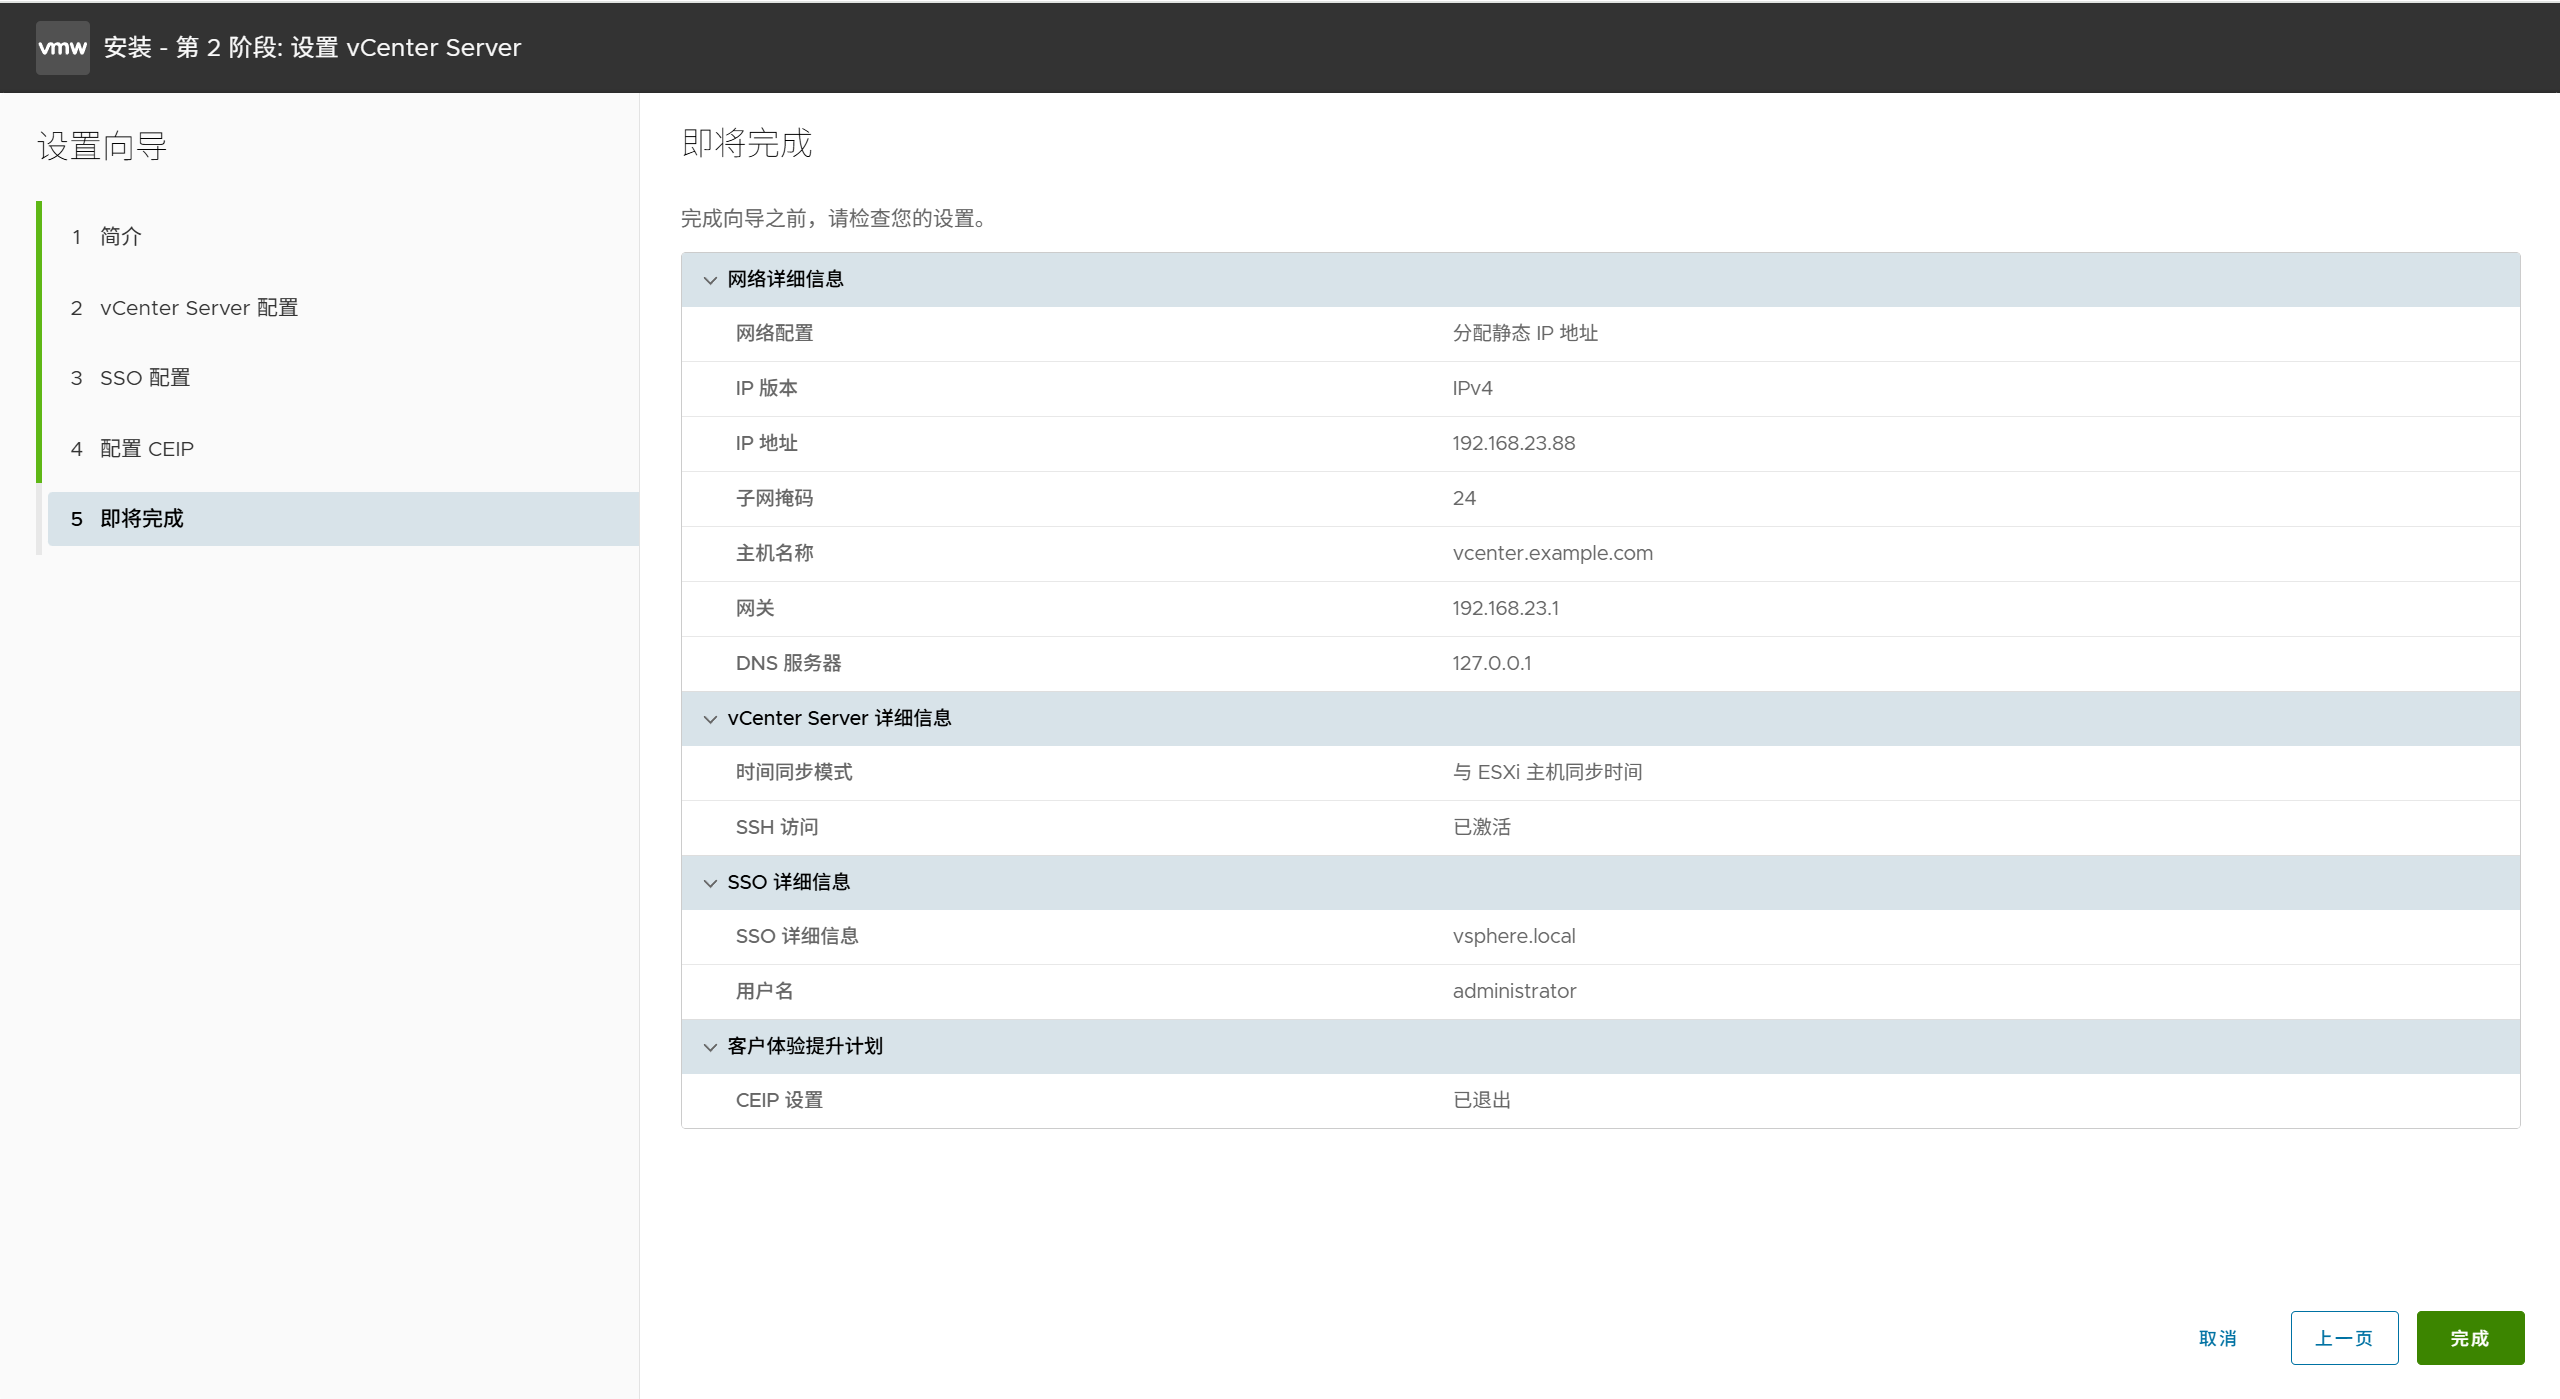 vmw 安装 - 第 2 阶段: 设置 vCenter Server
设置向导
1 简介
2 vCenter Server 配置
3 SSO 配置
4 配置 CEIP
5 即将完成
即将完成
完成向导之前，请检查您的设置。
网络详细信息
网络配置 分配静态 IP 地址
IP 版本 IPv4
IP 地址 192.168.23.88
子网掩码 24
主机名称 vcenter.example.com
网关 192.168.23.1
DNS 服务器 127.0.0.1
vCenter Server 详细信息
时间同步模式 与 ESXi 主机同步时间
SSH 访问 已激活
SSO 详细信息
SSO 详细信息 vsphere.local
用户名 administrator
客户体验提升计划
CEIP 设置 已退出
取消 上一页 完成